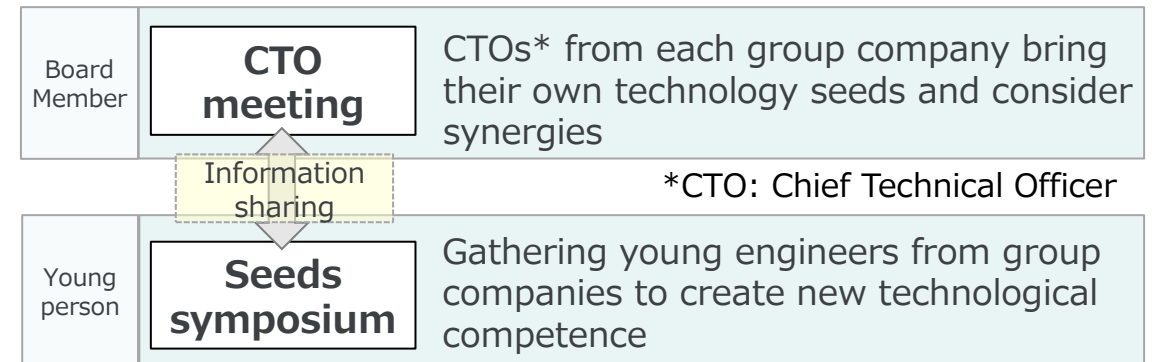 Board
Member
CTO
meeting
CTOs* from each group company bring
their own technology seeds and consider
synergies
Information
sharing
*CTO: Chief Technical Officer
Young
person
Seeds
symposium
Gathering young engineers from group
companies to create new technological
competence